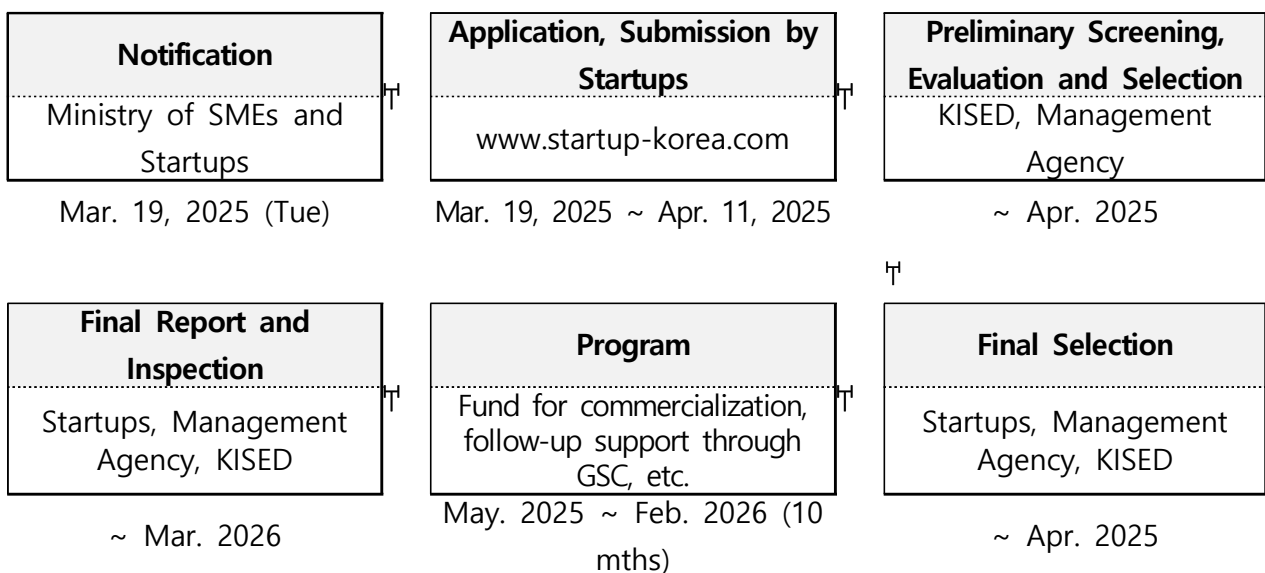 Notification
Ministry of SMEs and
Startups
Mar. 19, 2025 (Tue)
Application, Submission by
Startups
www.startup-korea.com
Mar. 19, 2025 ~ Apr. 11, 2025
Preliminary Screening,
Evaluation and Selection
KISED, Management
Agency
~ Apr. 2025
Final Report and
Inspection
Startups, Management
Agency, KISED
~ Mar. 2026
Program
Fund for commercialization,
follow-up support through
GSC, etc.
May. 2025 ~ Feb. 2026 (10
mths)
Final Selection
Startups, Management
Agency, KISED
~ Apr. 2025